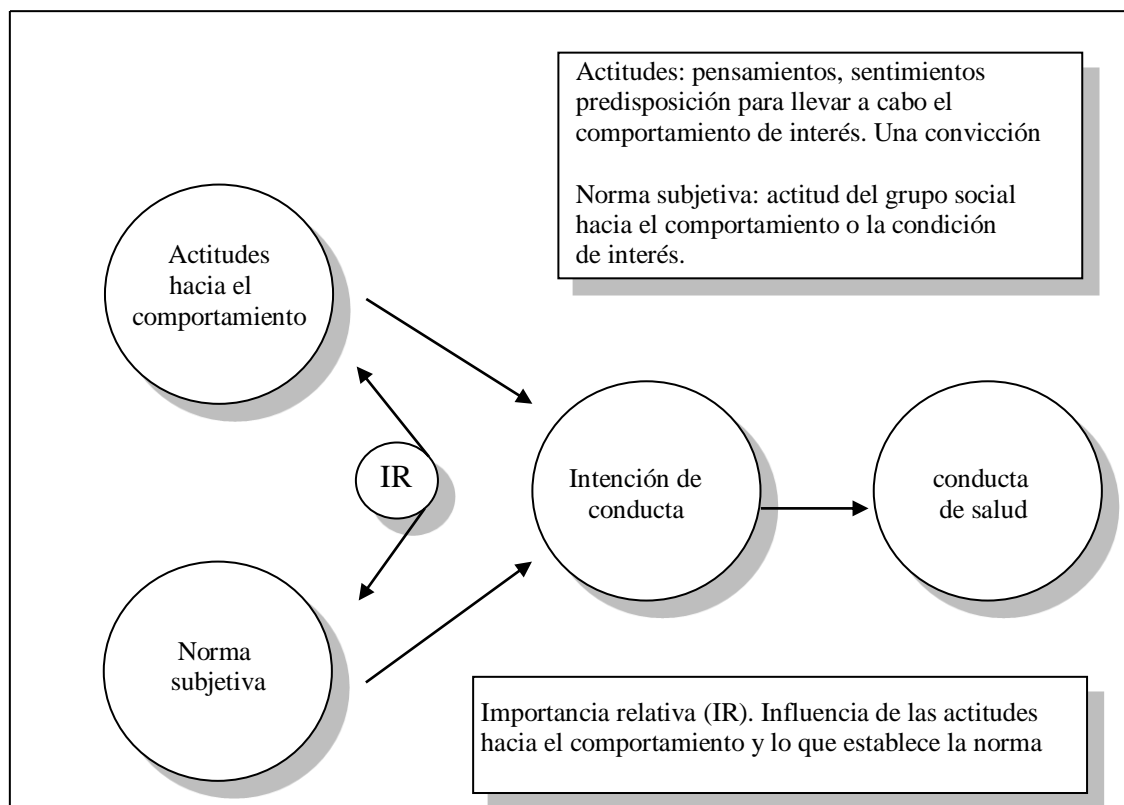 Actitudes: pensamientos, sentimientos
predisposición para llevar a cabo el
comportamiento de interés. Una convicción
Norma subjetiva: actitud del grupo social
hacia el comportamiento o la condición
de interés.
Actitudes
hacia el
comportamiento
IR
Intención de
conducta
conducta
de salud
Norma
subjetiva
Importancia relativa (IR). Influencia de las actitudes
hacia el comportamiento y lo que establece la norma